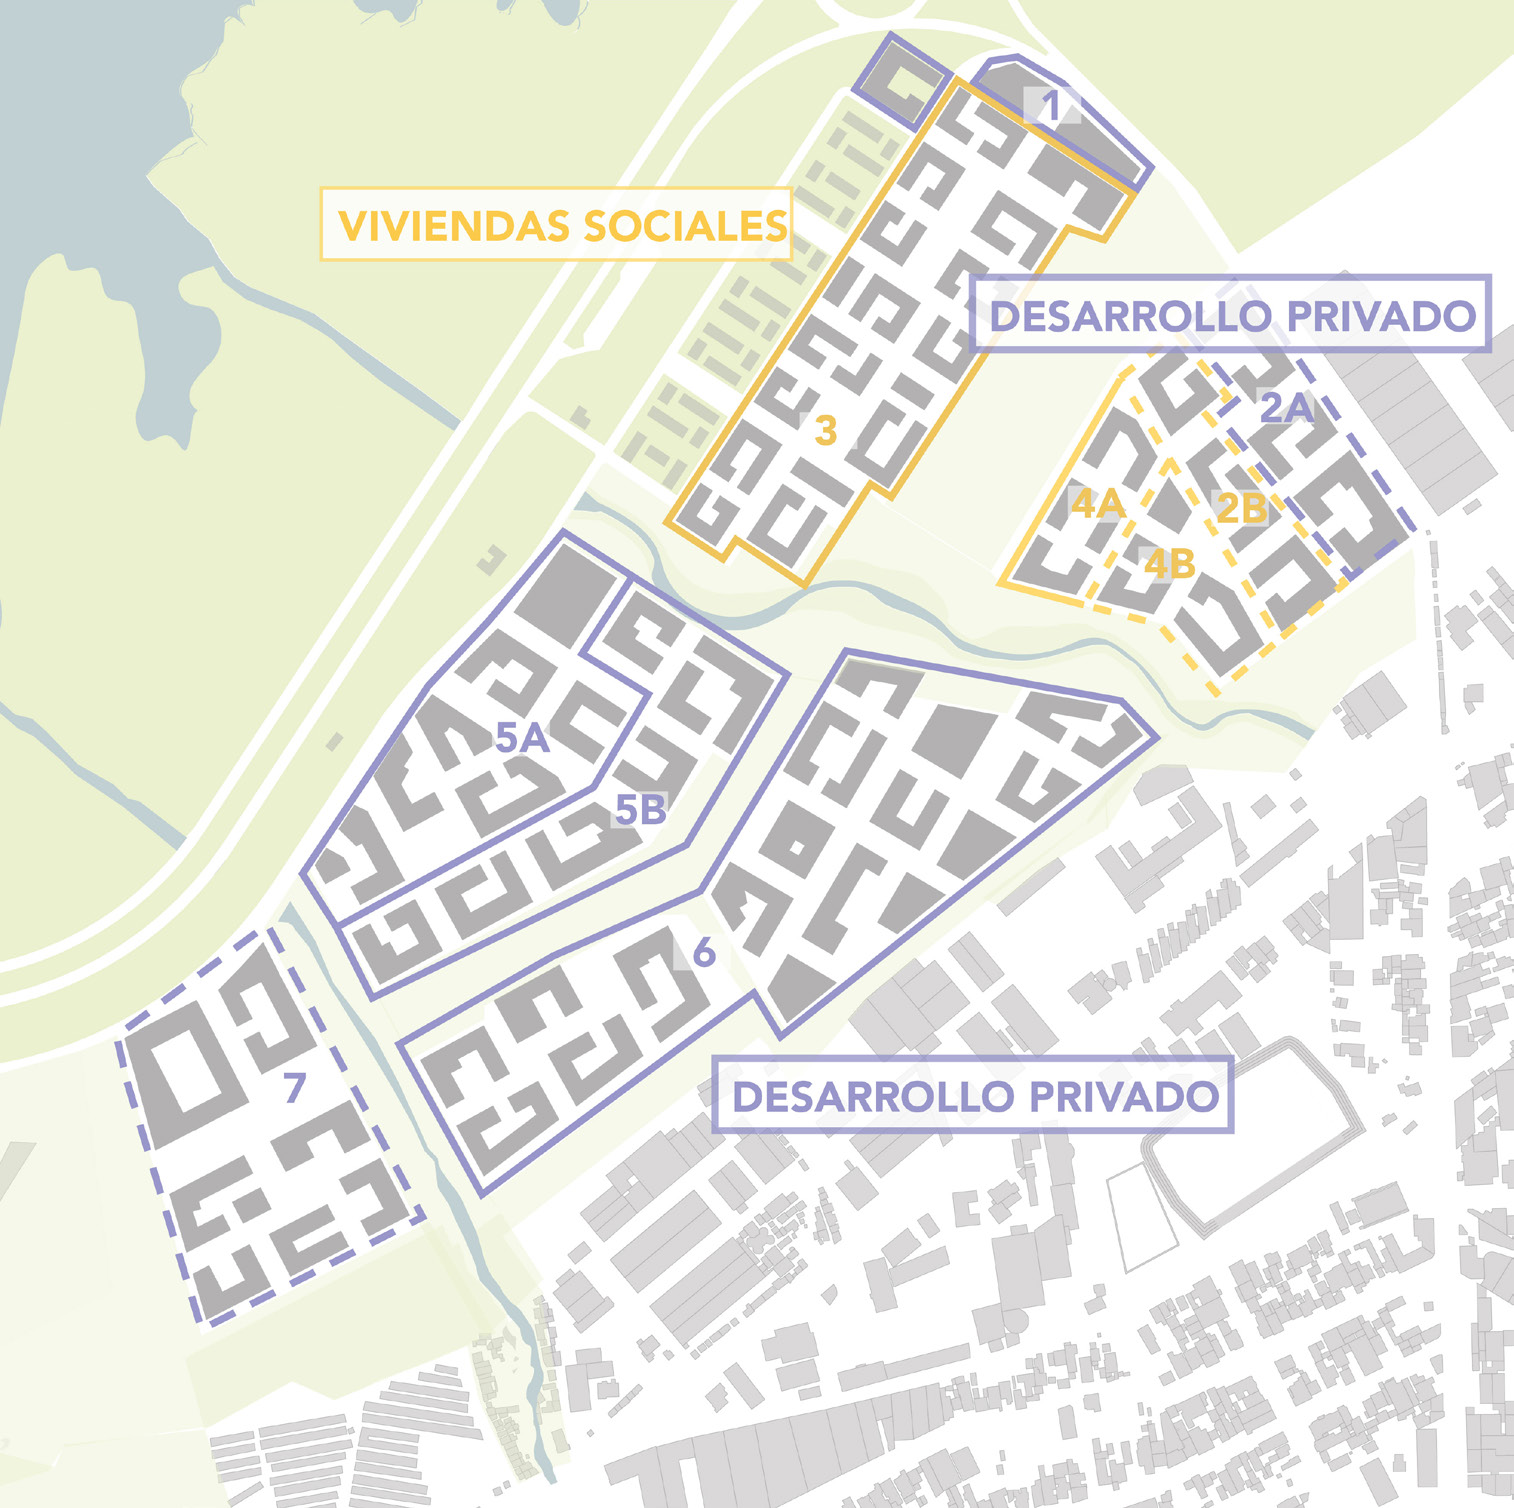 1
VIVIENDAS SOCIALES
DESARROLLO PRIVADO
2A
3
4A
2B
4B
5A
5B
6
7
DESARROLLO PRIVADO